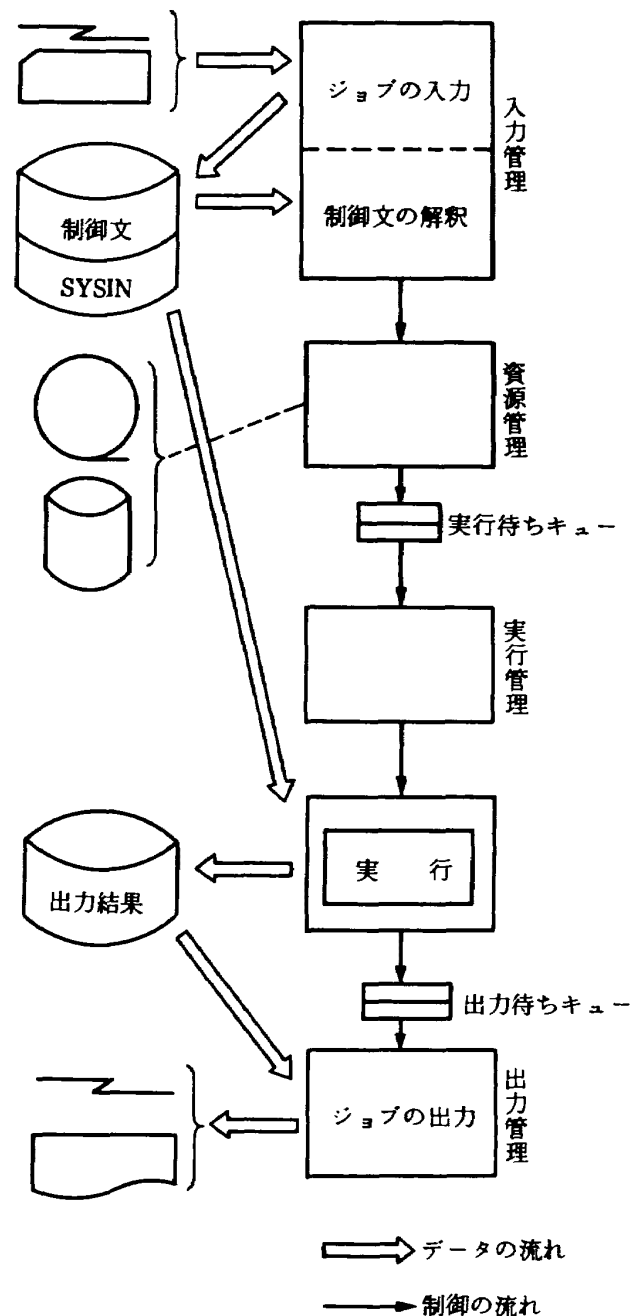 ジョブの入力
入力管理
制御文の解釈
制御文
SYSIN
資源管理
実行待ちキュー
実行管理
実　行
出力結果
出力待ちキュー
ジョブの出力
出力管理
データの流れ
制御の流れ